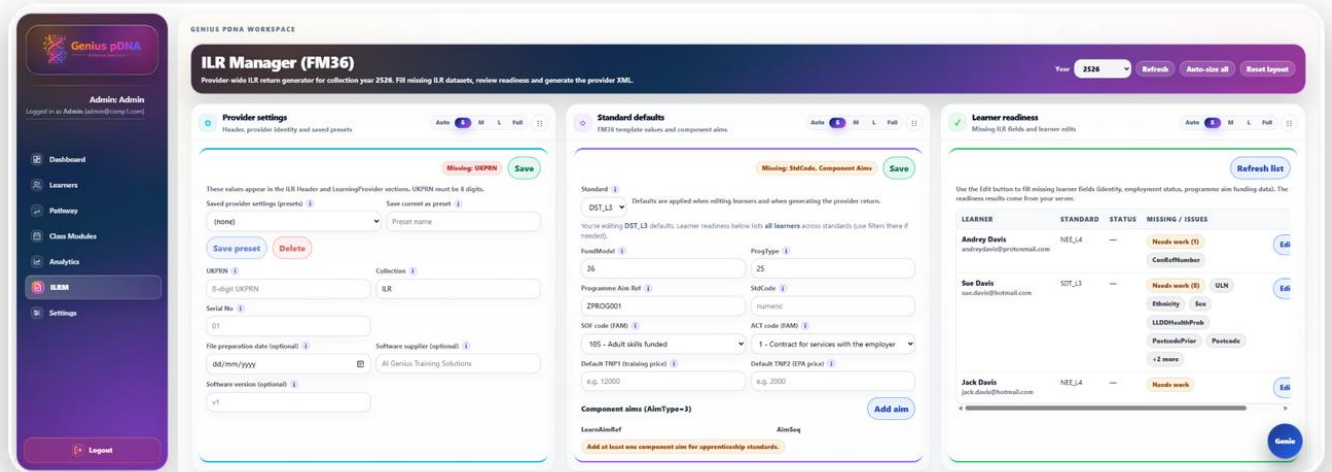 Genius pDNA
Admin: Admin
Logged in as Admin (admin@comp1.com)
Dashboard
Learners
Pathway
Class Modules
Analytics
ILRM
Settings
Logout
GENIUS PDNA WORKSPACE
ILR Manager (FM36)
Provider-wide ILR return generator for collection year 2526. Fill missing ILR datasets, review readiness and generate the provider XML.
Year 2526 Refresh Auto-size all Reset layout
Provider settings
Header, provider identity and saved presets
Auto S M L Full
Missing: UKPRN Save
These values appear in the ILR Header and LearningProvider sections. UKPRN must be 8 digits.
Saved provider settings (presets) i Save current as preset i
(none) Preset name
Save preset Delete
UKPRN i Collection i
8-digit UKPRN ILR
Serial No i
01
File preparation date (optional) i Software supplier (optional) i
dd/mm/yyyy AI Genius Training Solutions
Software version (optional) i
v1
Standard defaults
FM36 template values and component aims
Auto S M L Full
Missing: StdCode, Component Aims Save
Standard i
DST_L3 Defaults are applied when editing learners and when generating the provider return.
You're editing DST_L3 defaults. Learner readiness below lists all learners across standards (use filters there if
needed).
FundModel i ProgType i
36 25
Programme Aim Ref i StdCode i
ZPROG001 numeric
SOF code (FAM) i ACT code (FAM) i
105 - Adult skills funded 1 - Contract for services with the employer
Default TNP1 (training price) i Default TNP2 (EPA price) i
e.g. 12000 e.g. 2000
Component aims (AimType=3) Add aim
LearnAimRef AimSeq
Add at least one component aim for apprenticeship standards.
Learner readiness
Missing ILR fields and learner edits
Auto S M L Full
Refresh list
Use the Edit button to fill missing learner fields (identity, employment status, programme aim funding data). The
readiness results come from your server.
LEARNER STANDARD STATUS MISSING / ISSUES
Andrey Davis NEE_L4 — Needs work (1) Edi
andreydavis@protonmail.com
ConRefNumber
Sue Davis SDT_L3 — Needs work (8) ULN Edi
sue.davis@hotmail.com
Ethnicity Sex
LLDDHealthProb
PostcodePrior Postcode
+2 more
Jack Davis NEE_L4 — Needs work Edi
jack.davis@hotmail.com
Genie